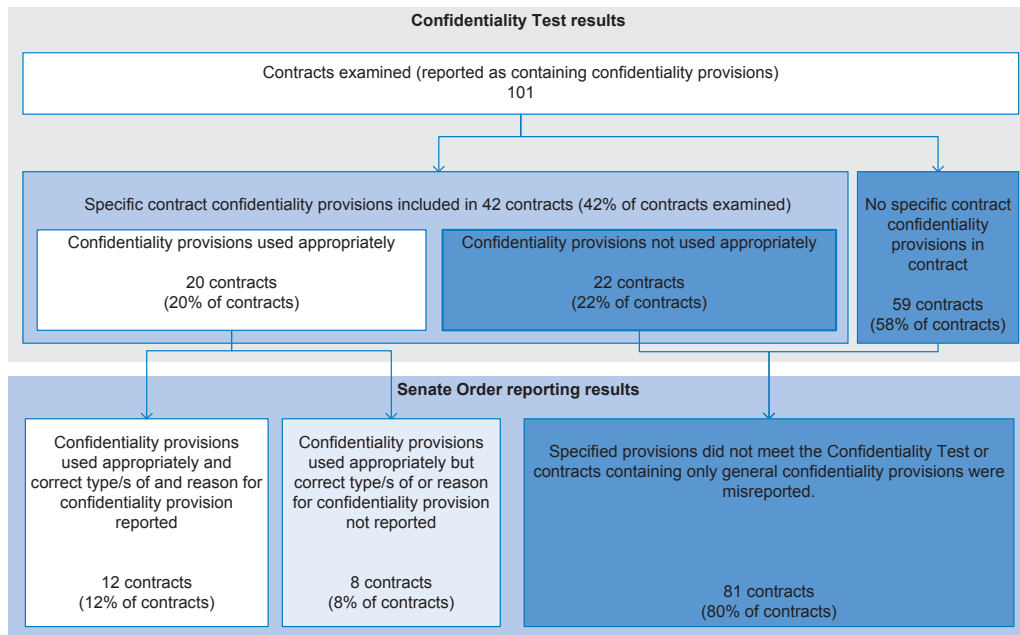 Confidentiality Test results
Contracts examined (reported as containing confidentiality provisions)
101
Specific contract confidentiality provisions included in 42 contracts (42% of contracts examined)
Confidentiality provisions used appropriately
20 contracts
(20% of contracts)
Confidentiality provisions not used appropriately
22 contracts
(22% of contracts)
No specific contract
confidentiality
provisions in
contract
59 contracts
(58% of contracts)
Senate Order reporting results
Confidentiality provisions
used appropriately and
correct type/s of and reason for
confidentiality provision
reported
12 contracts
(12% of contracts)
Confidentiality provisions
used appropriately but
correct type/s of or reason
for confidentiality provision
not reported
8 contracts
(8% of contracts)
Specified provisions did not meet the Confidentiality Test or
contracts containing only general confidentiality provisions were
misreported.
81 contracts
(80% of contracts)